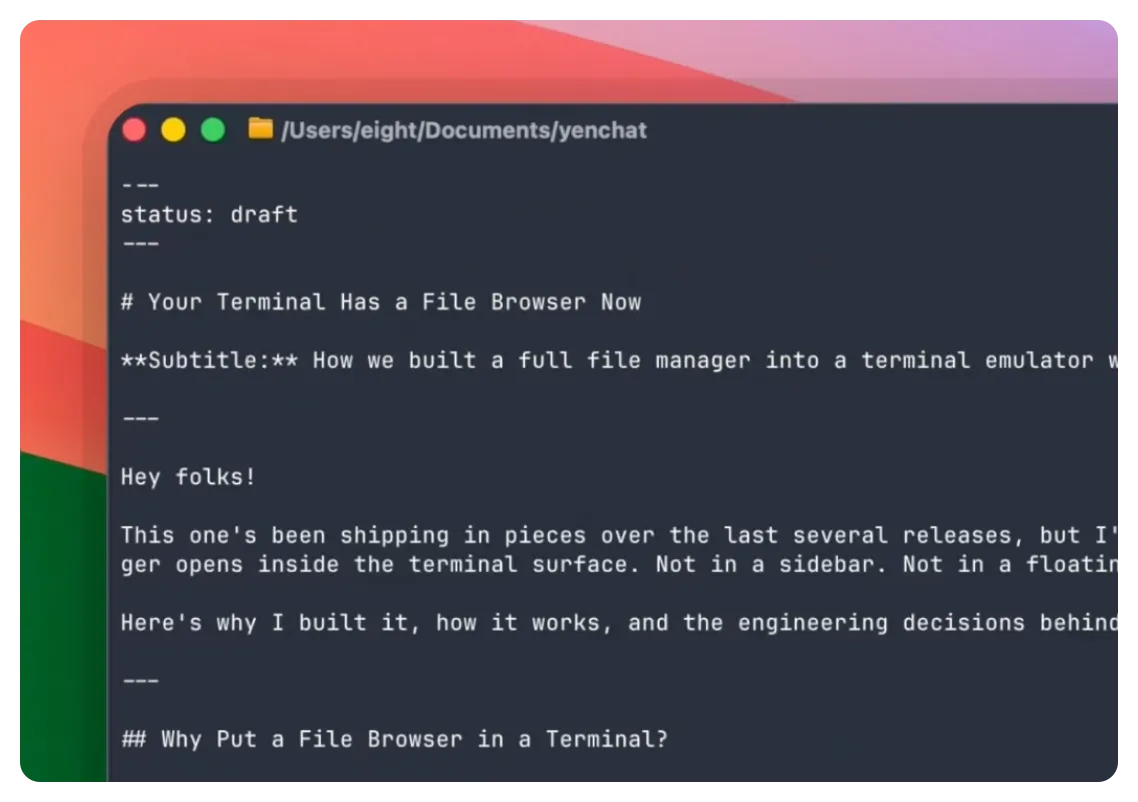 /Users/eight/Documents/yenchat
---
status: draft
---
# Your Terminal Has a File Browser Now
**Subtitle:** How we built a full file manager into a terminal emulator w
---
Hey folks!
This one's been shipping in pieces over the last several releases, but I'
ger opens inside the terminal surface. Not in a sidebar. Not in a floatin
Here's why I built it, how it works, and the engineering decisions behind
---
## Why Put a File Browser in a Terminal?